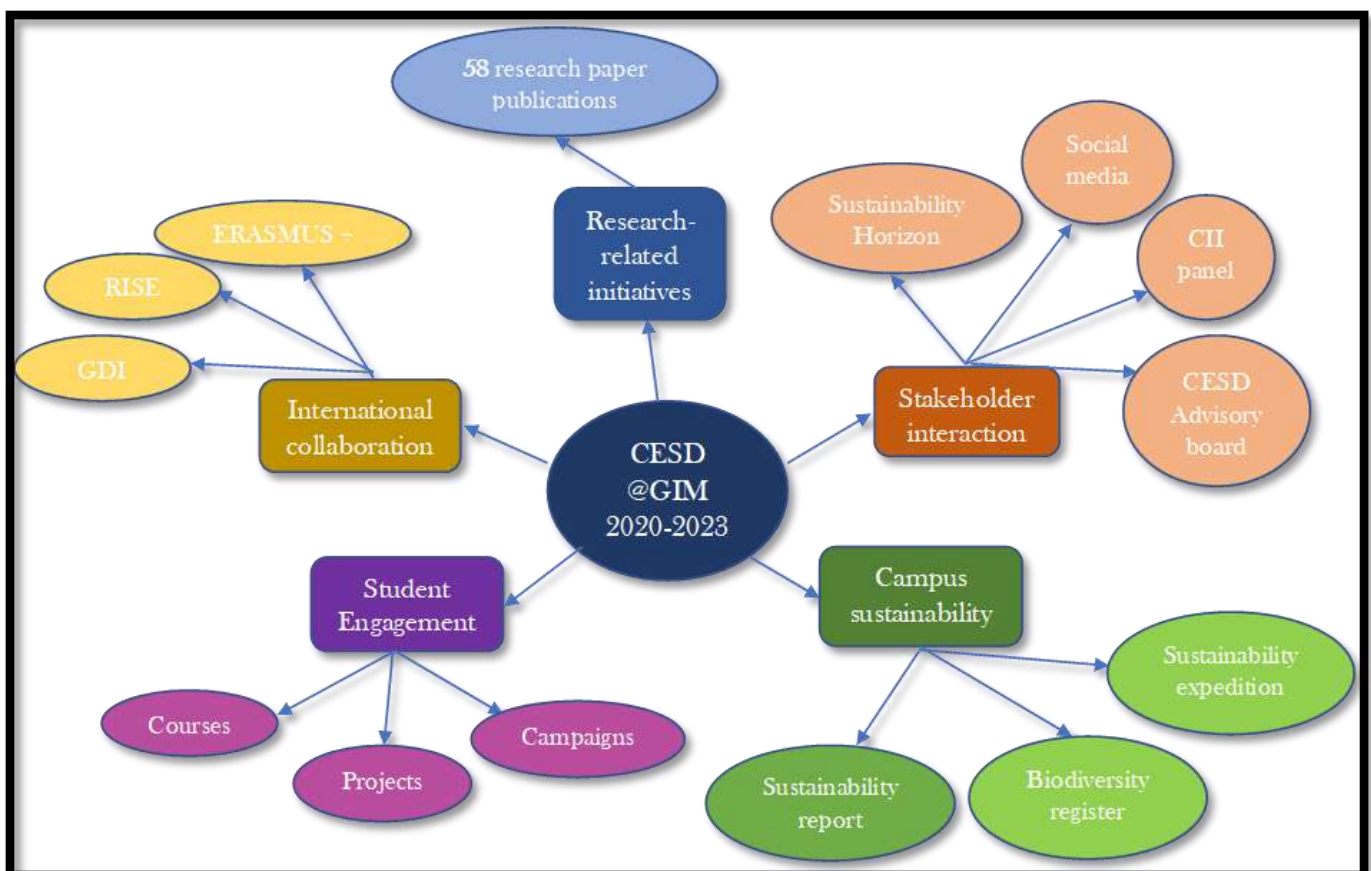 58 research paper
publications
Social
media
Sustainability
Horizon
CII
panel
ERASMUS +
RISE
GDI
Research-
related
initiatives
International
collaboration
Stakeholder
interaction
CESD
Advisory
board
CESD
@GIM
2020-2023
Student
Engagement
Campus
sustainability
Courses
Projects
Campaigns
Sustainability
expedition
Sustainability
report
Biodiversity
register